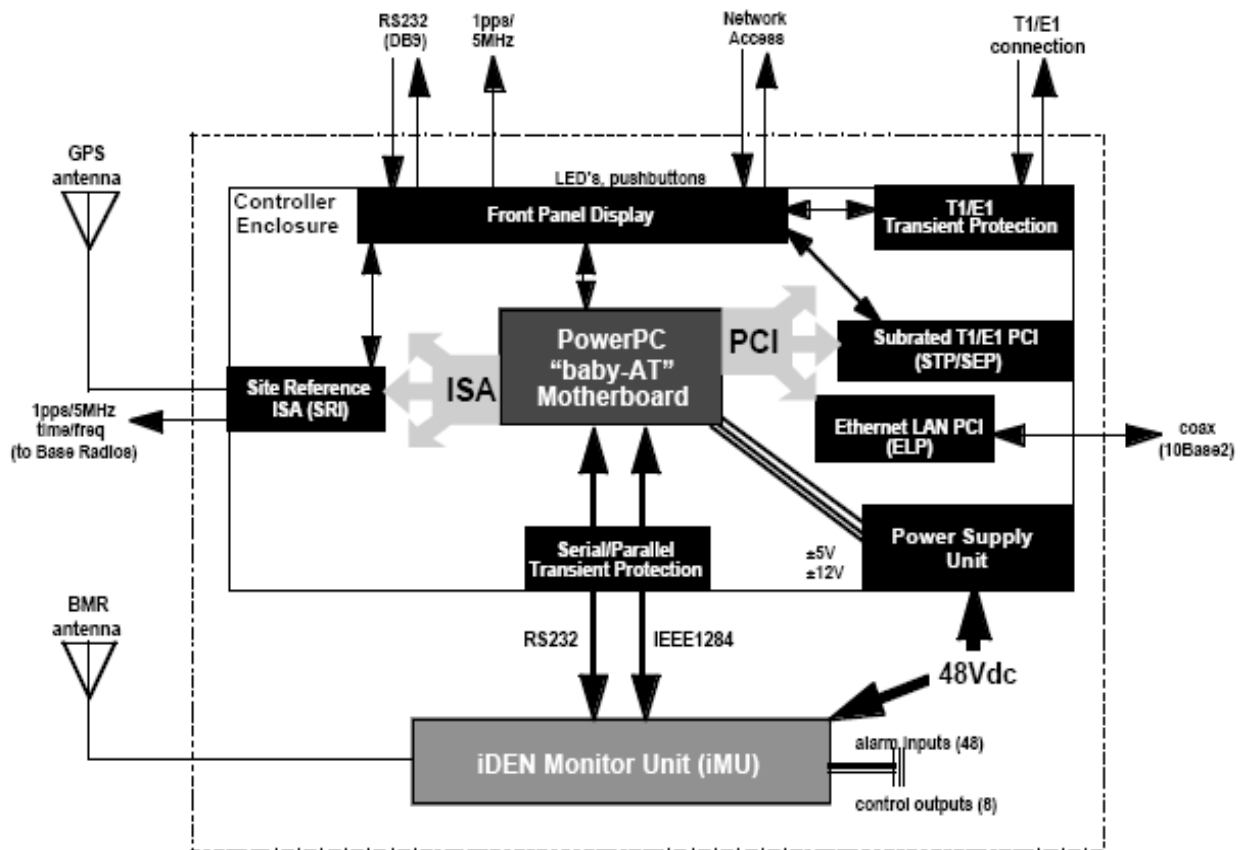 RS232
(DB9)
1pps/
5MHz
Network
Access
T1/E1
connection
GPS
antenna
LED's, pushbuttons
Controller
Enclosure
Front Panel Display
T1/E1
Transient Protection
PowerPC
“baby-AT”
Motherboard
PCI
Subrated T1/E1 PCI
(STP/SEP)
ISA
Site Reference
ISA (SRI)
1pps/5MHz
time/freq
(to Base Radios)
Ethernet LAN PCI
(ELP)
coax
(10Base2)
Serial/Parallel
Transient Protection
±5V
±12V
Power Supply
Unit
BMR
antenna
RS232
IEEE1284
48Vdc
iDEN Monitor Unit (iMU)
alarm inputs (48)
control outputs (8)